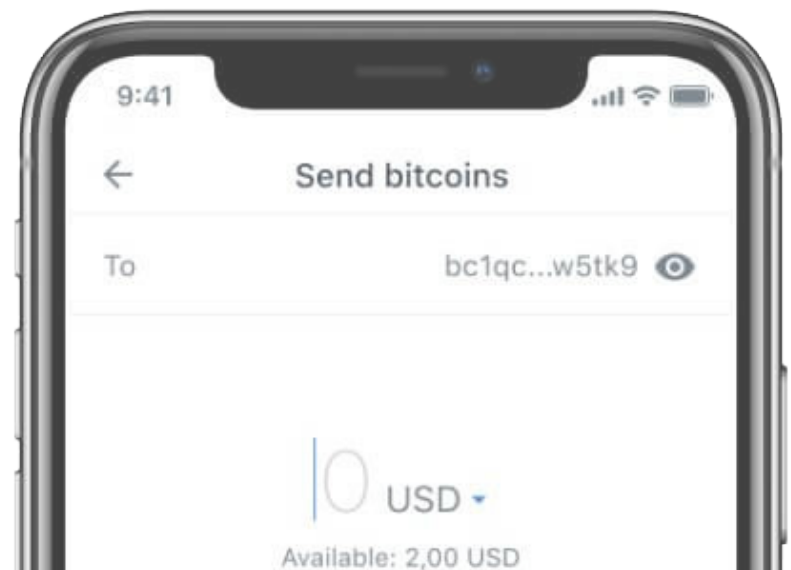 9:41
Send bitcoins
To bc1qc...w5tk9
0 USD
Available: 2,00 USD